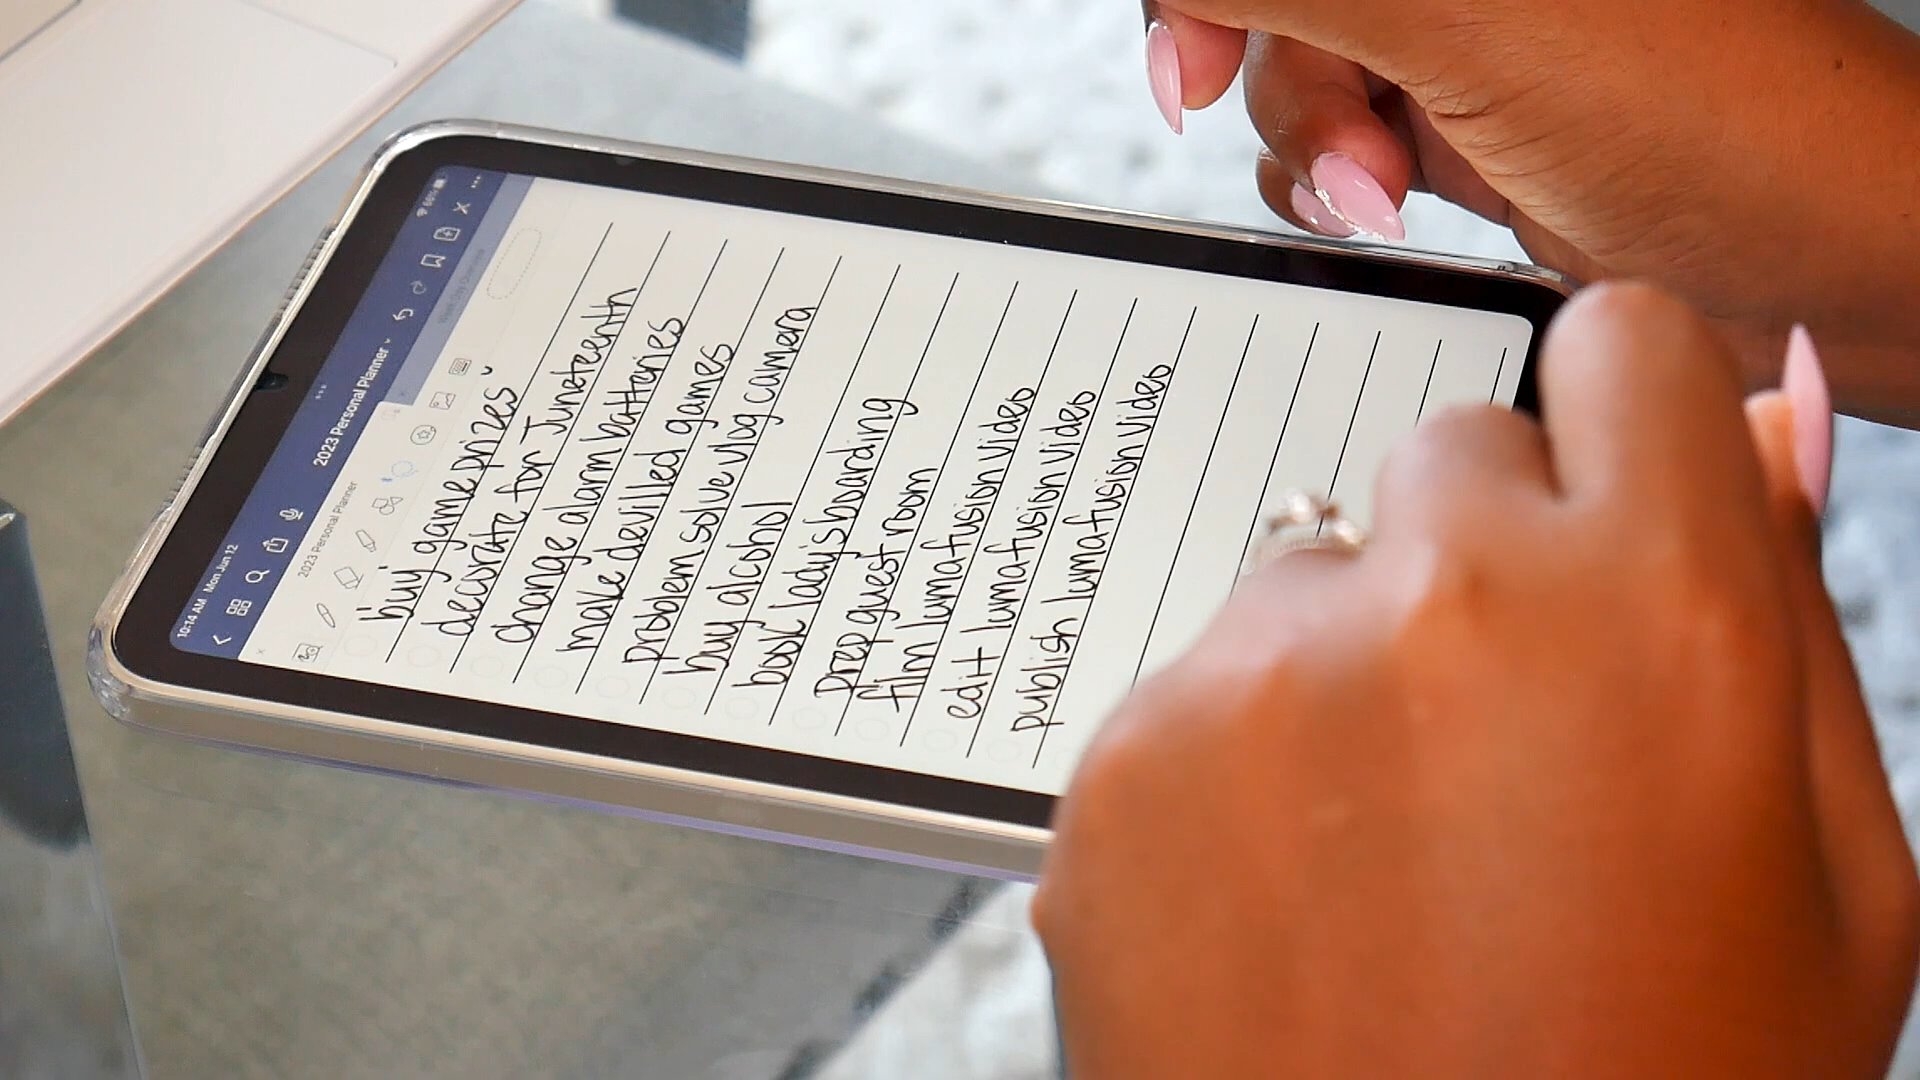 10:14 AM Mon Jun 12
66%
2023 Personal Planner
2023 Personal Planner
buy game prizes
decorate for Juneteenth
change alarm batteries
make devilled games
problem solve vlog camera
buy alcohol
book lady's boarding
prep guest room
film lumafusion video
edit lumafusion video
publish lumafusion video